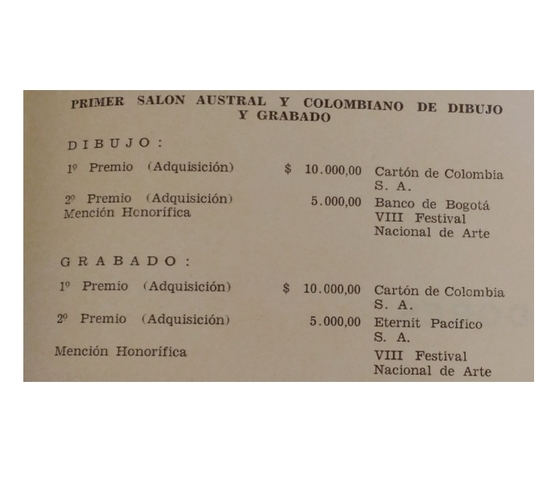 PRIMER SALON AUSTRAL Y COLOMBIANO DE DIBUJO
Y GRABADO
DIBUJO:
1º Premio (Adquisición) $ 10.000,00 Cartón de Colombia
S. A.
2º Premio (Adquisición) 5.000,00 Banco de Bogotá
Mención Honorífica VIII Festival
Nacional de Arte
GRABADO:
1º Premio (Adquisición) $ 10.000,00 Cartón de Colombia
S. A.
2º Premio (Adquisición) 5.000,00 Eternit Pacífico
S. A.
Mención Honorífica VIII Festival
Nacional de Arte